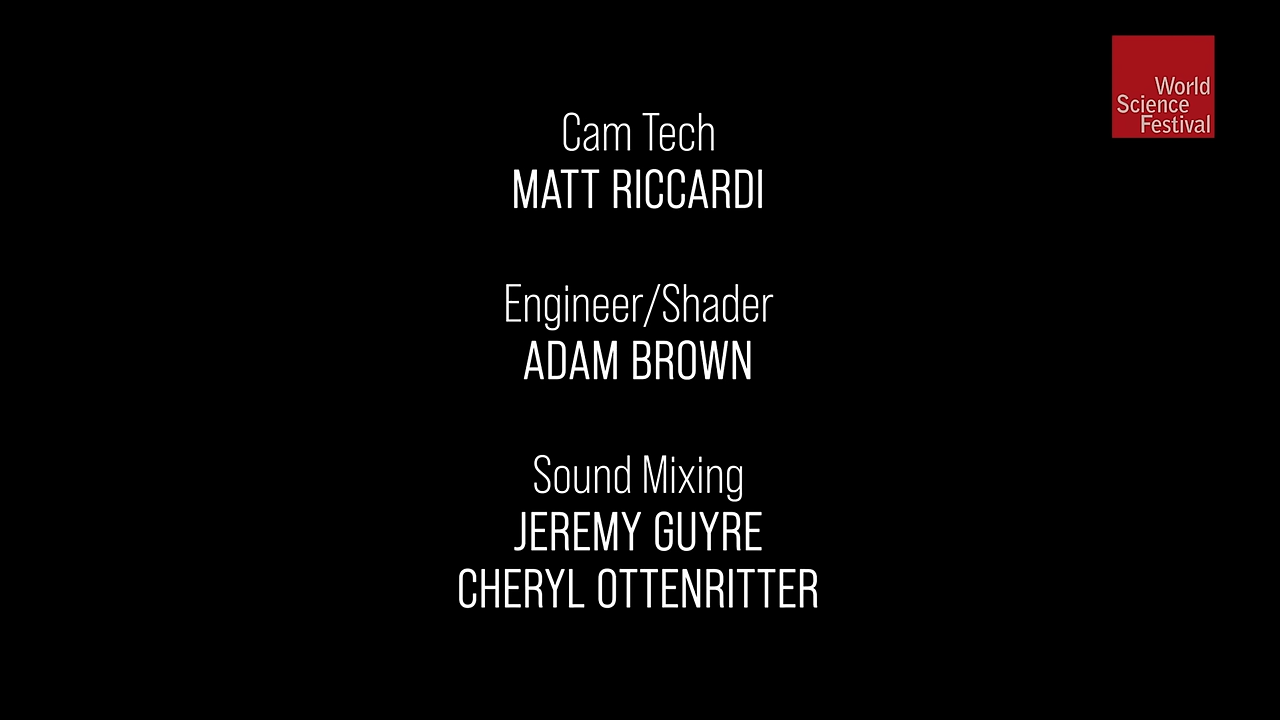 World
Science
Festival
Cam Tech
MATT RICCARDI
Engineer/Shader
ADAM BROWN
Sound Mixing
JEREMY GUYRE
CHERYL OTTENRITTER